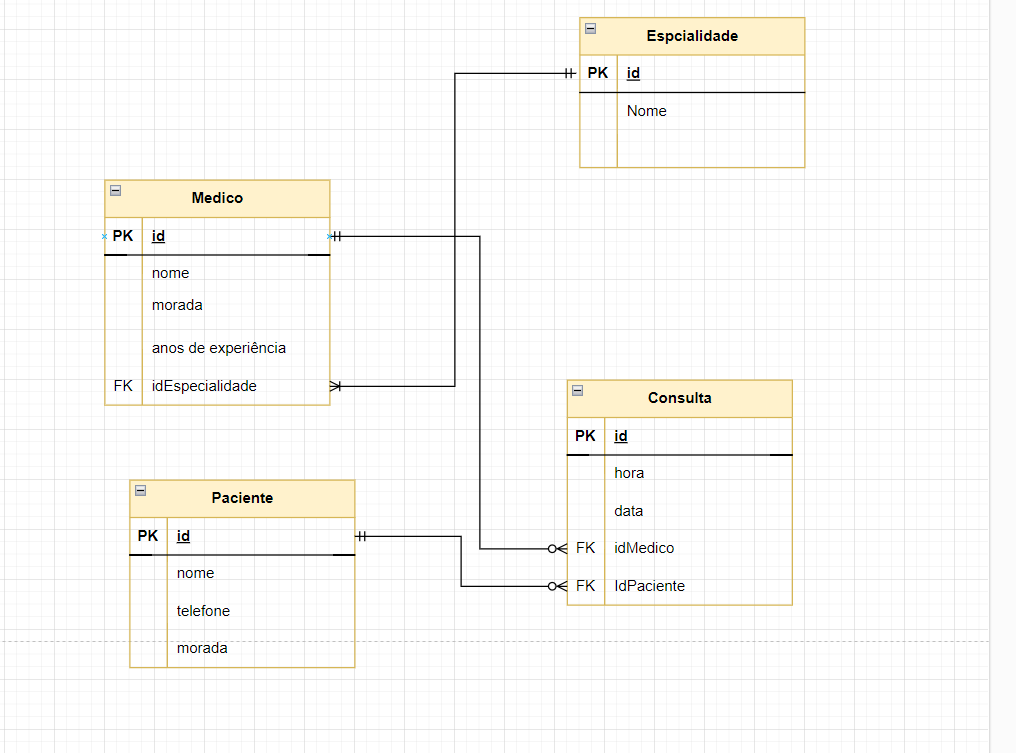 Espcialidade
PK id
Nome
Medico
PK id
nome
morada
anos de experiência
FK idEspecialidade
Consulta
PK id
hora
data
FK idMedico
FK IdPaciente
Paciente
PK id
nome
telefone
morada